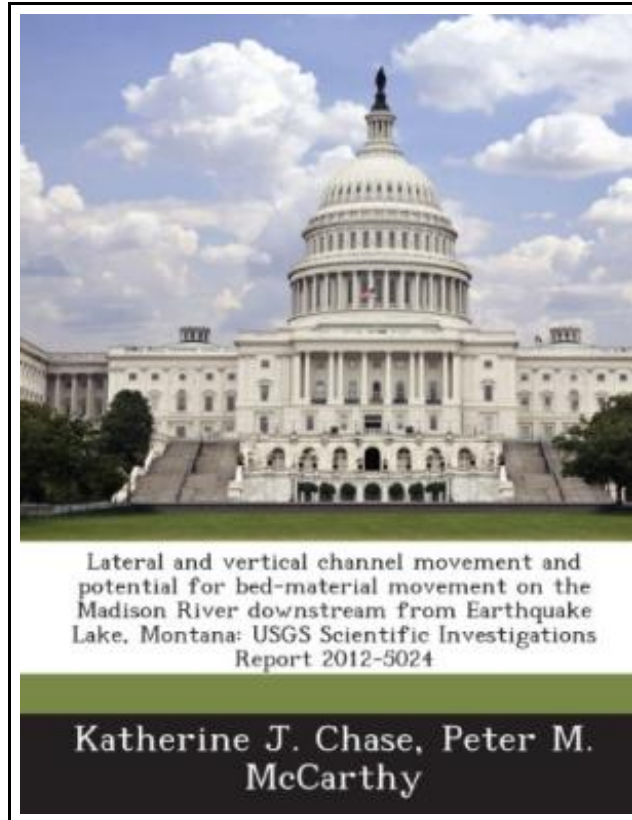 Lateral and vertical channel movement and
potential for bed-material movement on the
Madison River downstream from Earthquake
Lake, Montana: USGS Scientific Investigations
Report 2012-5024
Katherine J. Chase, Peter M.
McCarthy